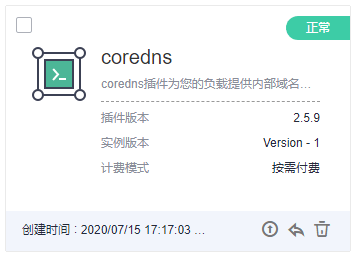 正常
coredns
coredns插件为您的负载提供内部域名...
插件版本 2.5.9
实例版本 Version - 1
计费模式 按需付费
创建时间：2020/07/15 17:17:03 ...